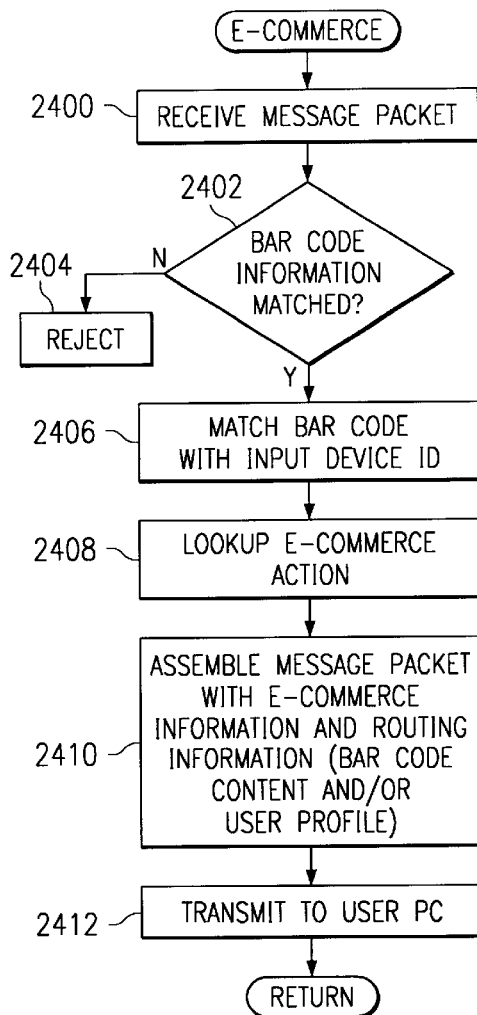 E-COMMERCE
2400
RECEIVE MESSAGE PACKET
2402
BAR CODE
INFORMATION
MATCHED?
N
2404
REJECT
Y
2406
MATCH BAR CODE
WITH INPUT DEVICE ID
2408
LOOKUP E-COMMERCE
ACTION
2410
ASSEMBLE MESSAGE PACKET
WITH E-COMMERCE
INFORMATION AND ROUTING
INFORMATION (BAR CODE
CONTENT AND/OR
USER PROFILE)
2412
TRANSMIT TO USER PC
RETURN